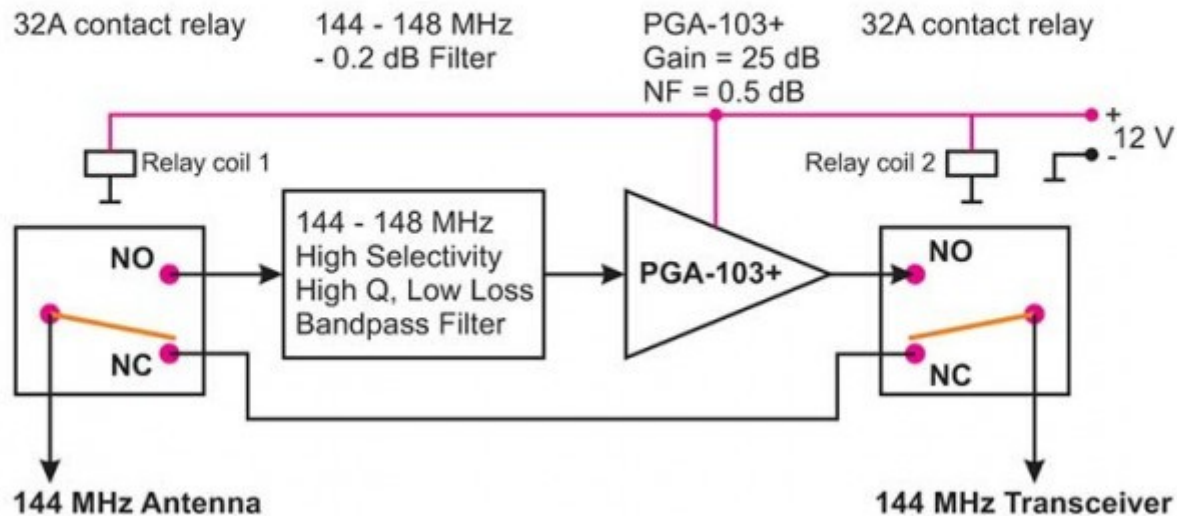 32A contact relay
144 - 148 MHz
- 0.2 dB Filter
PGA-103+
Gain = 25 dB
NF = 0.5 dB
32A contact relay
+
12 V
-
Relay coil 1
Relay coil 2
NO
NC
144 - 148 MHz
High Selectivity
High Q, Low Loss
Bandpass Filter
PGA-103+
NO
NC
144 MHz Antenna
144 MHz Transceiver